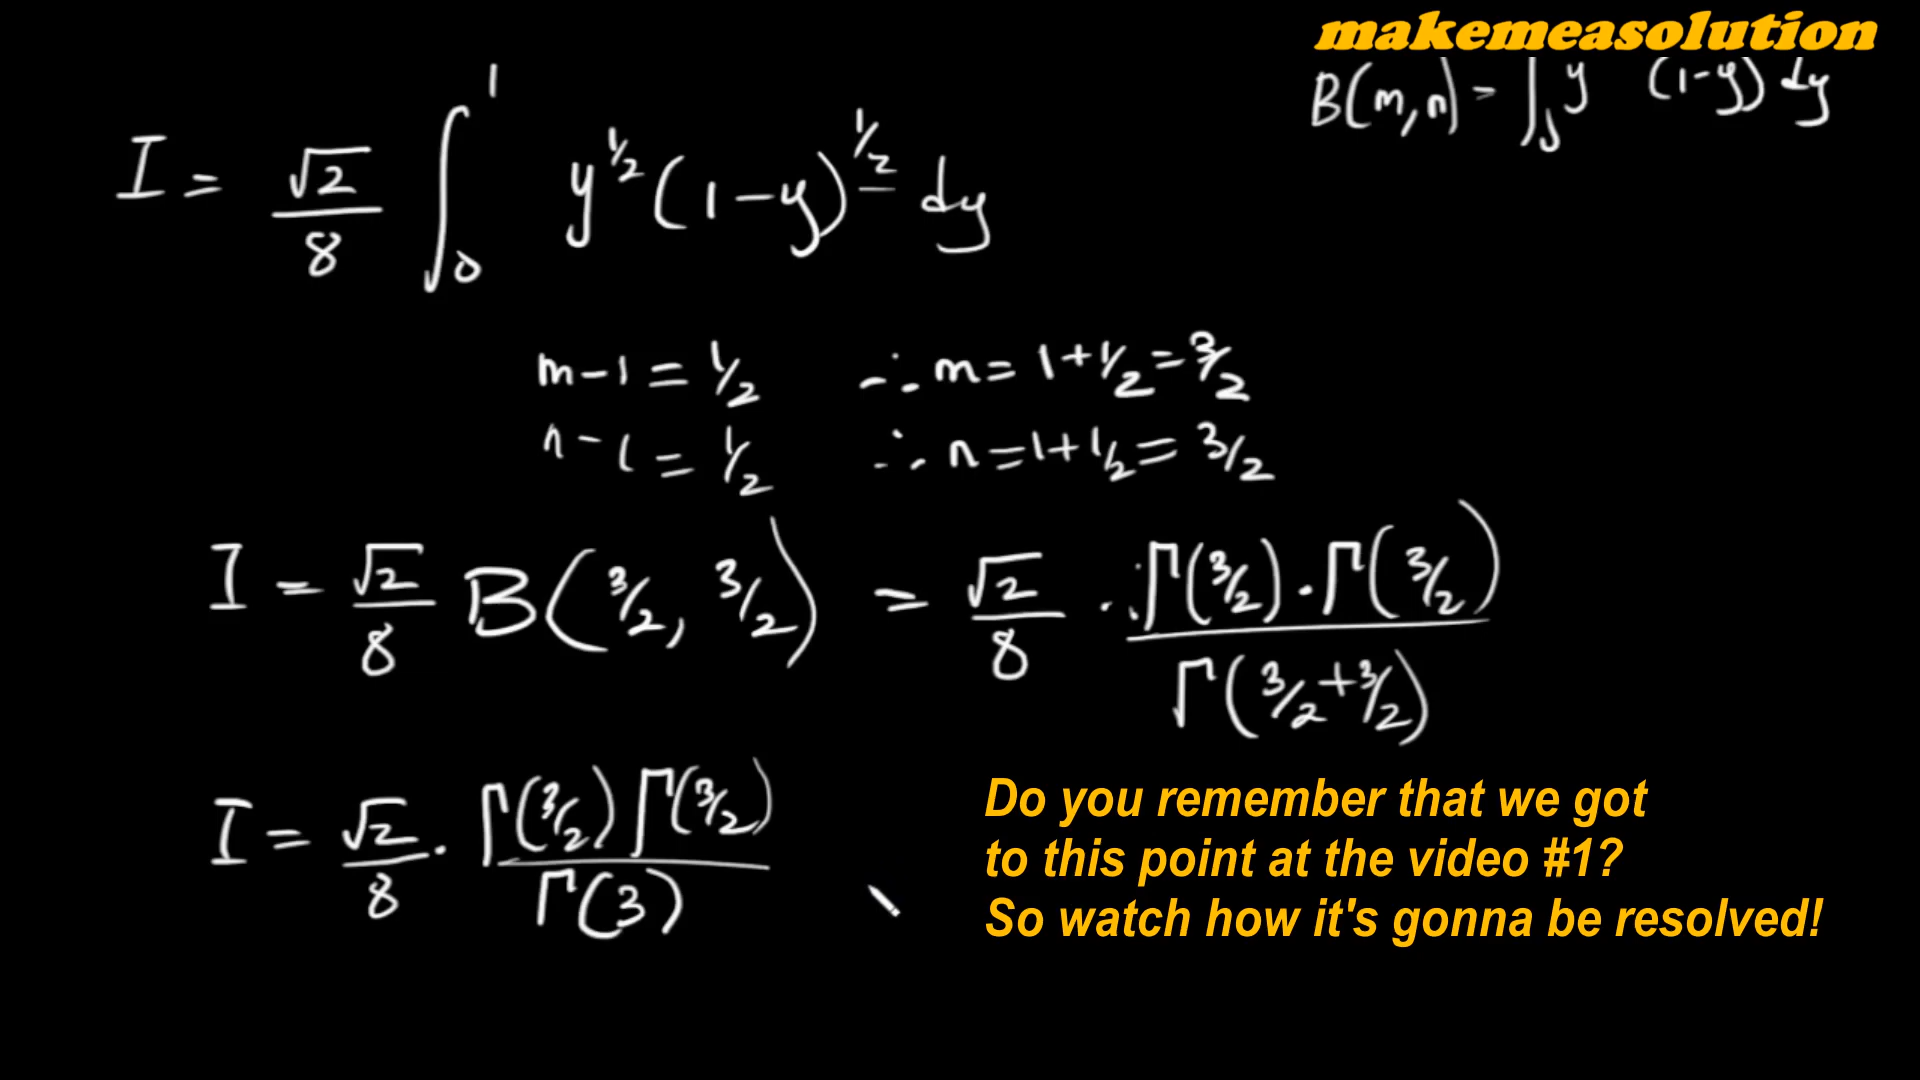 makemeasolution
B(m,n) = ∫₀ y (1-y) dy
I = √2/8 ∫₀¹ y^1/2 (1-y)^1/2 dy
m-1 = 1/2 ∴ m = 1+1/2 = 3/2
n-1 = 1/2 ∴ n = 1+1/2 = 3/2
I = √2/8 B(3/2, 3/2) = √2/8 · Γ(3/2) · Γ(3/2) / Γ(3/2+3/2)
I = √2/8 · Γ(3/2) Γ(3/2) / Γ(3)
Do you remember that we got
to this point at the video #1?
So watch how it's gonna be resolved!